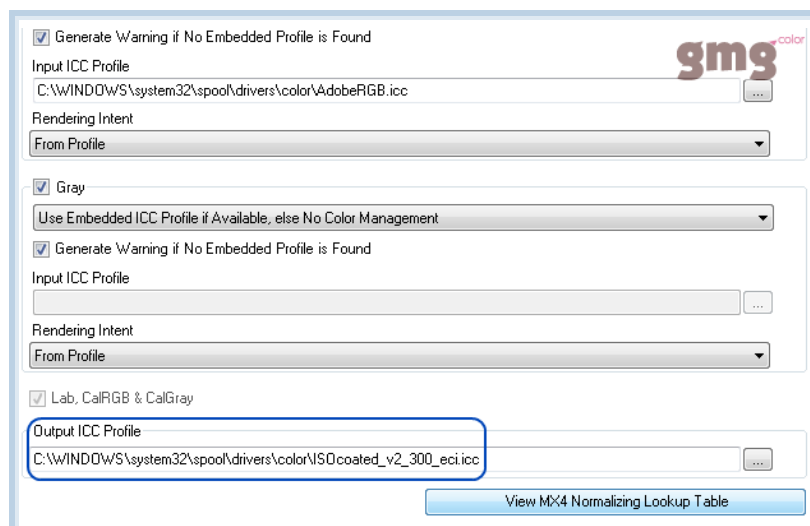 Generate Warning if No Embedded Profile is Found
gmg color
Input ICC Profile
C:\WINDOWS\system32\spool\drivers\color\AdobeRGB.icc
...
Rendering Intent
From Profile
Gray
Use Embedded ICC Profile if Available, else No Color Management
Generate Warning if No Embedded Profile is Found
Input ICC Profile
...
Rendering Intent
From Profile
Lab, CalRGB & CalGray
Output ICC Profile
C:\WINDOWS\system32\spool\drivers\color\ISOcoated_v2_300_eci.icc
...
View MX4 Normalizing Lookup Table